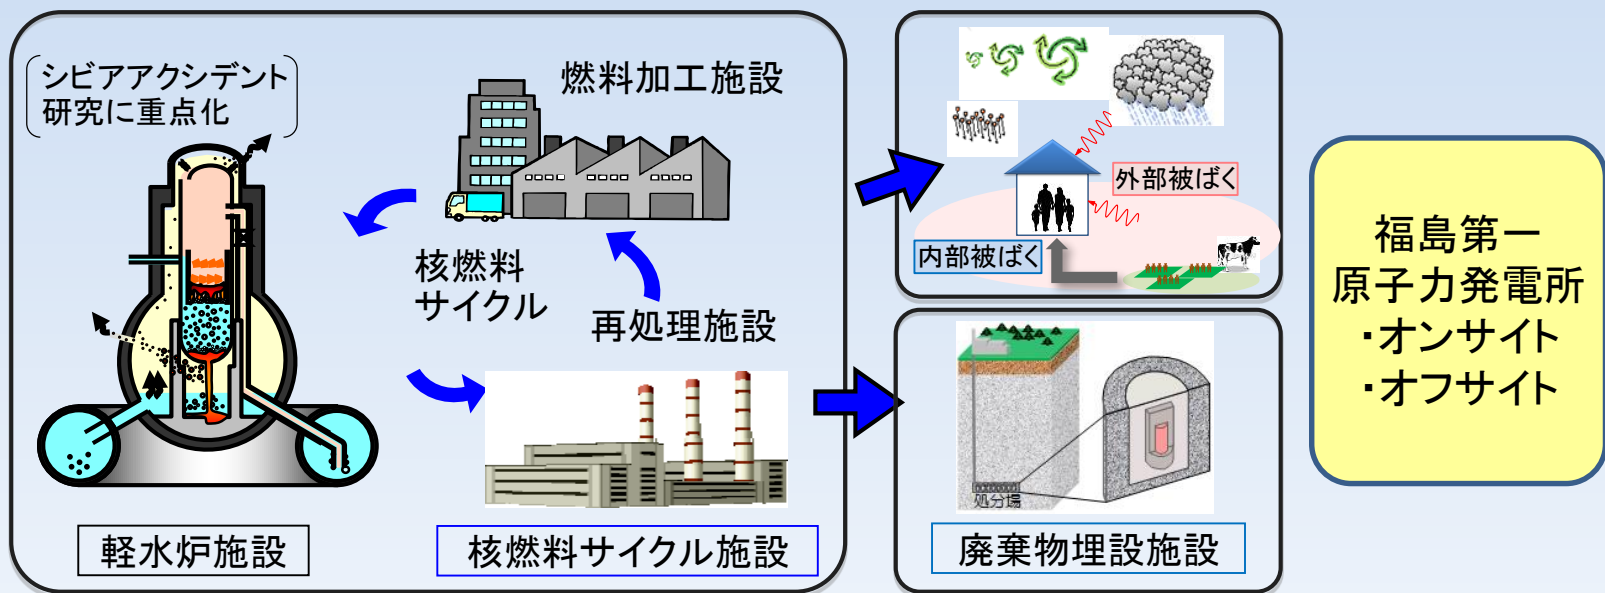 シビアアクシデント
研究に重点化
燃料加工施設
核燃料
サイクル
再処理施設
軽水炉施設
核燃料サイクル施設
外部被ばく
内部被ばく
処分場
廃棄物埋設施設
福島第一
原子力発電所
・オンサイト
・オフサイト